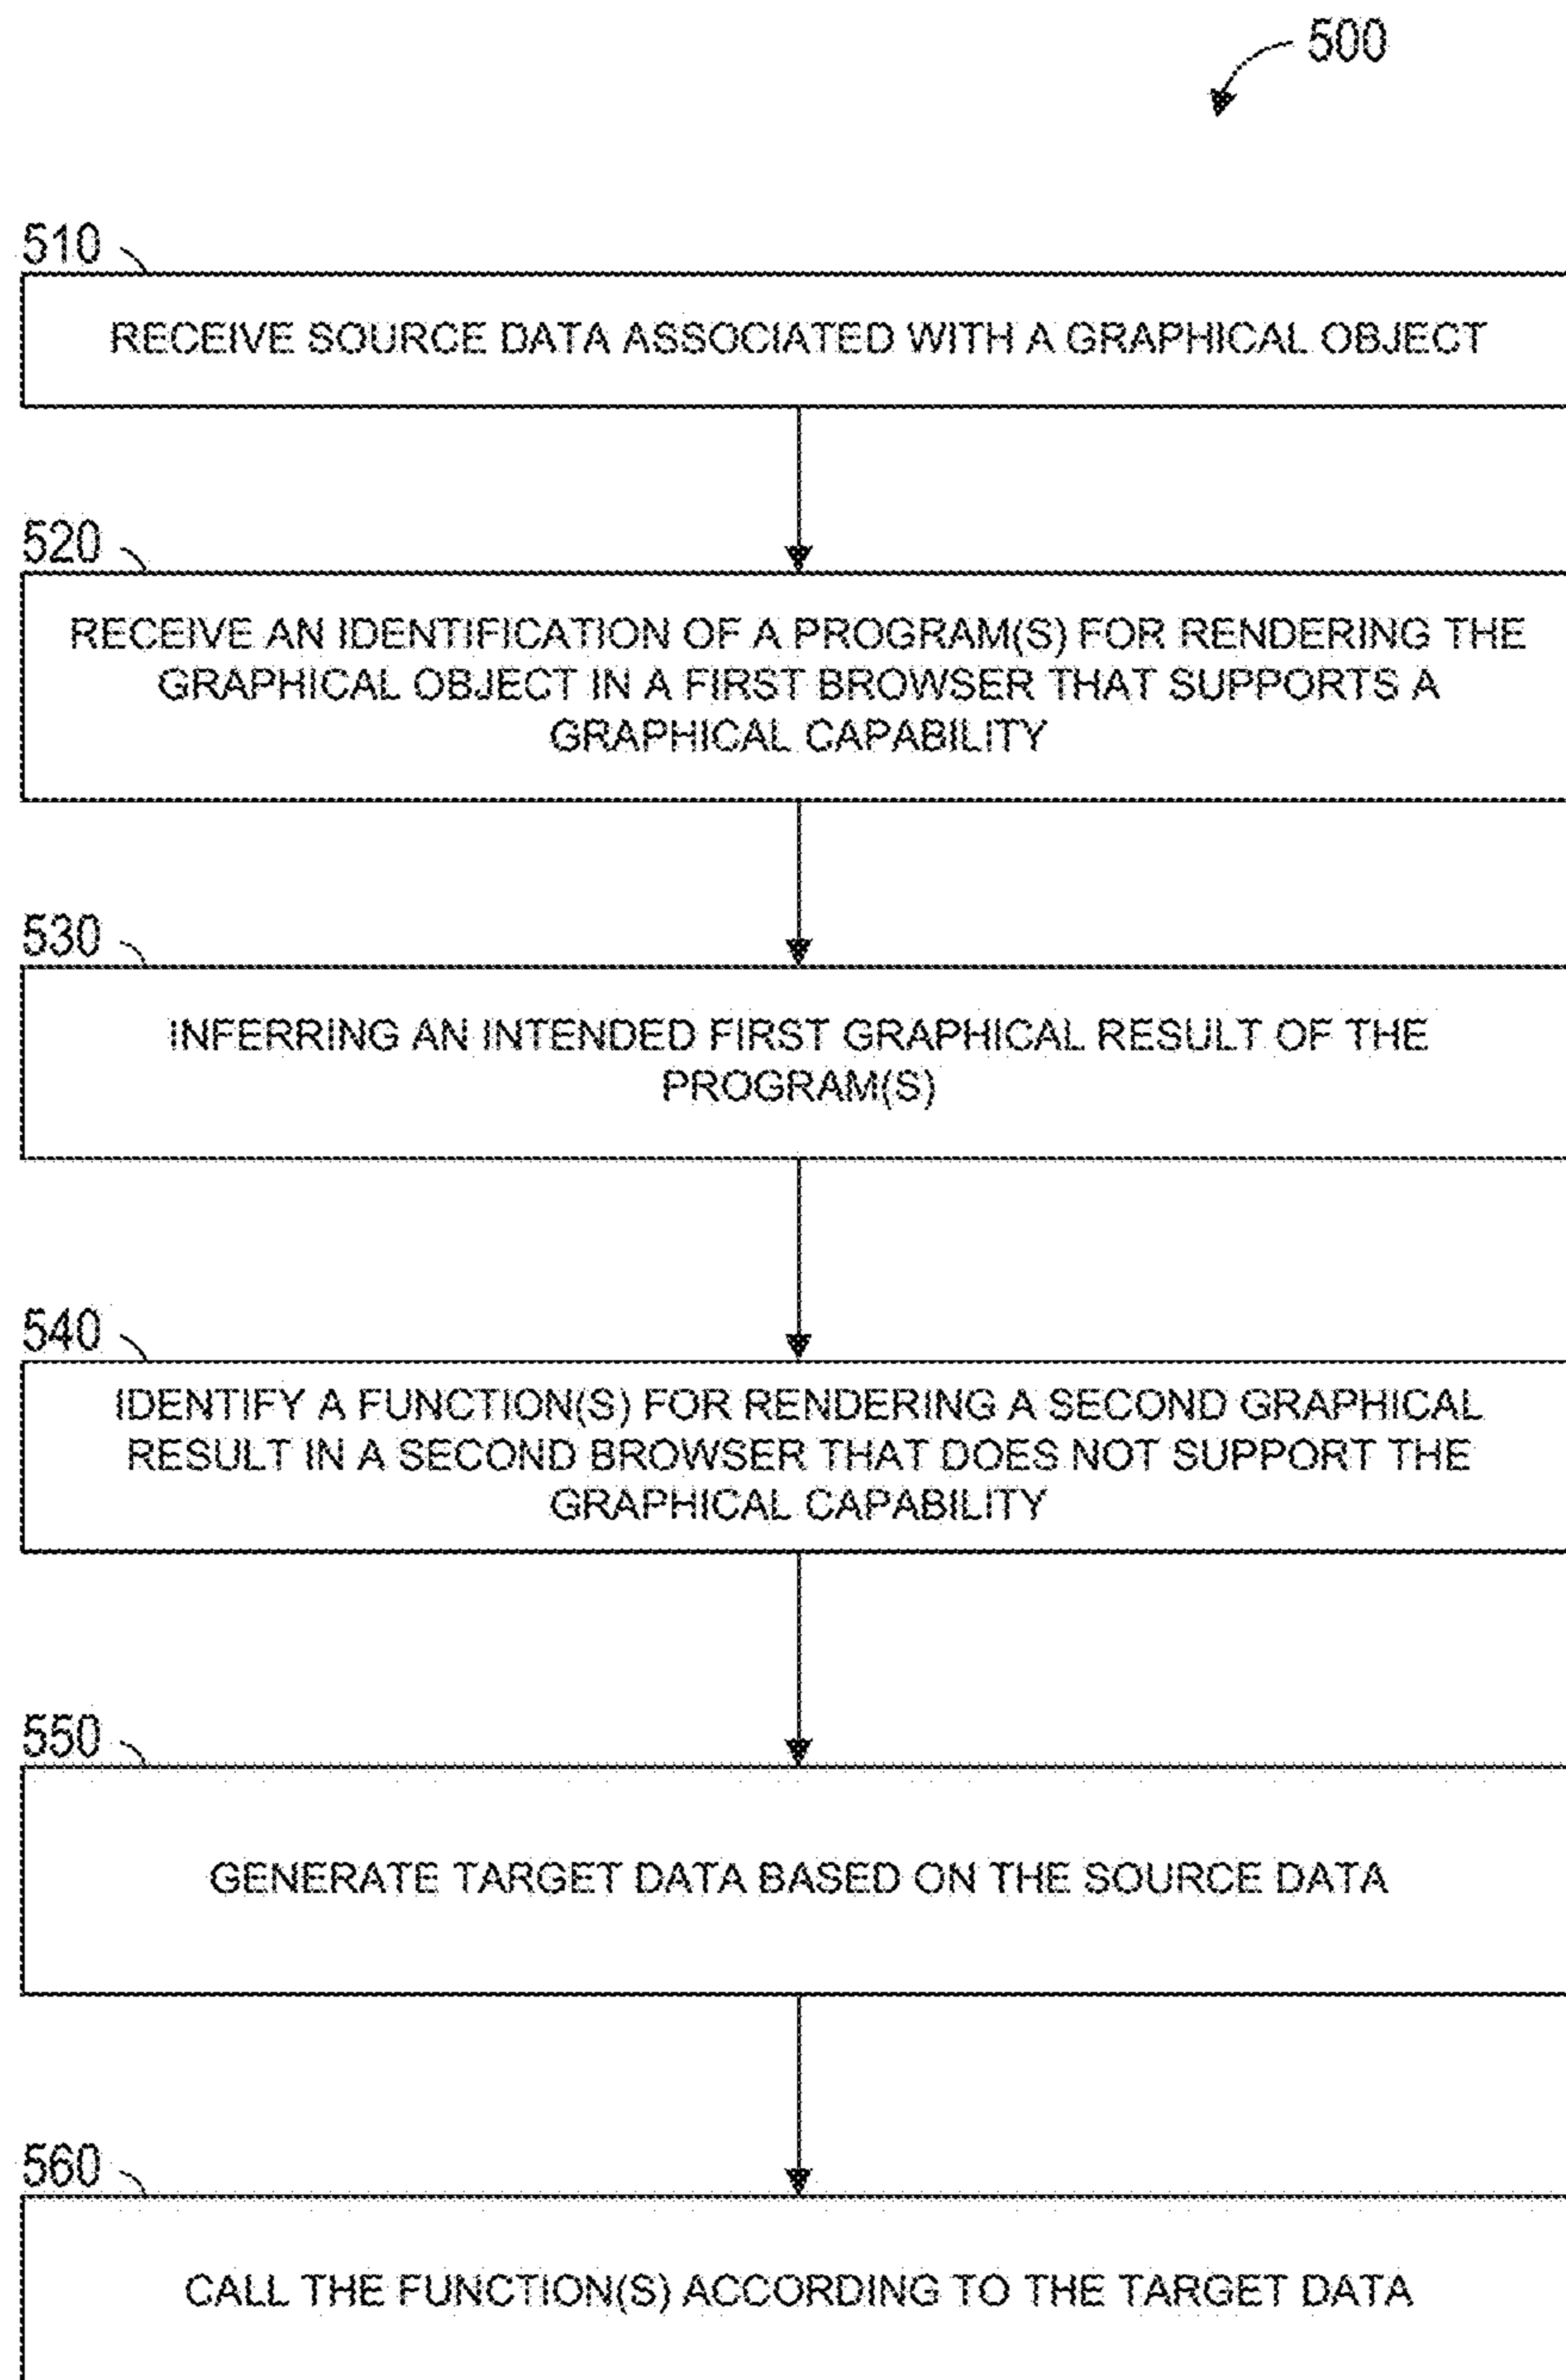 500
510
RECEIVE SOURCE DATA ASSOCIATED WITH A GRAPHICAL OBJECT
520
RECEIVE AN IDENTIFICATION OF A PROGRAM(S) FOR RENDERING THE
GRAPHICAL OBJECT IN A FIRST BROWSER THAT SUPPORTS A
GRAPHICAL CAPABILITY
530
INFERRING AN INTENDED FIRST GRAPHICAL RESULT OF THE
PROGRAM(S)
540
IDENTIFY A FUNCTION(S) FOR RENDERING A SECOND GRAPHICAL
RESULT IN A SECOND BROWSER THAT DOES NOT SUPPORT THE
GRAPHICAL CAPABILITY
550
GENERATE TARGET DATA BASED ON THE SOURCE DATA
560
CALL THE FUNCTION(S) ACCORDING TO THE TARGET DATA